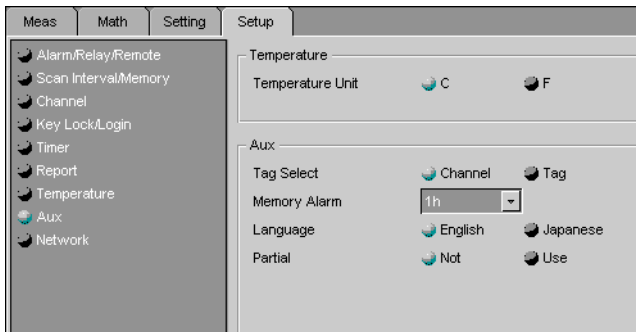 Meas Math Setting Setup
Alarm/Relay/Remote
Scan Interval/Memory
Channel
Key Lock/Login
Timer
Report
Temperature
Aux
Network
Temperature
Temperature Unit C F
Aux
Tag Select Channel Tag
Memory Alarm 1h
Language English Japanese
Partial Not Use